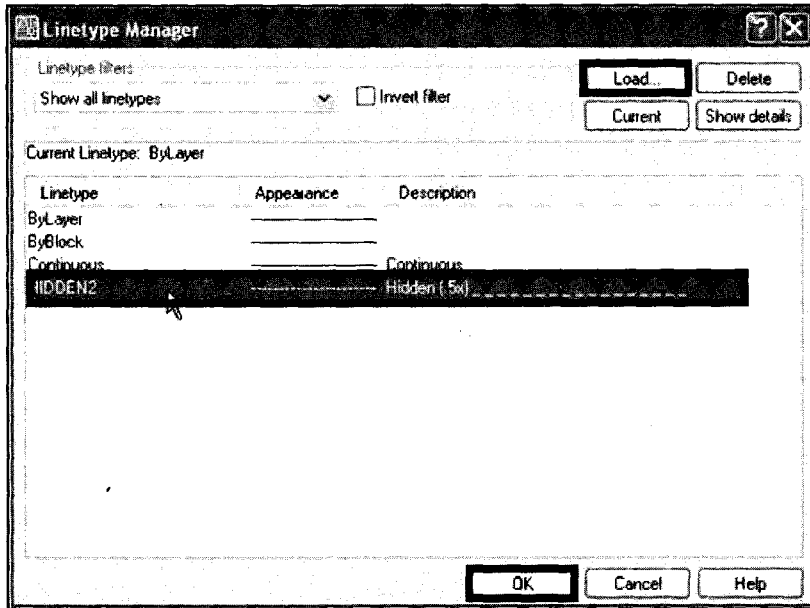 Linetype Manager
Linetype filters
Show all linetypes
Invert filter
Load...
Delete
Current
Show details
Current Linetype: ByLayer
Linetype Appearance Description
ByLayer
ByBlock
Continuous Continuous
HIDDEN2 Hidden (.5x) _ _ _ _ _ _ _ _ _ _ _ _ _ _ _ _
OK
Cancel
Help